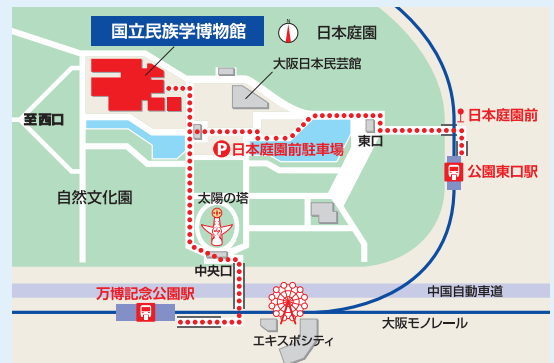 国立民族学博物館
N
日本庭園
大阪日本民芸館
至西口
日本庭園前
東口
P 日本庭園前駐車場
公園東口駅
自然文化園
太陽の塔
中央口
万博記念公園駅
中国自動車道
大阪モノレール
エキスポシティ